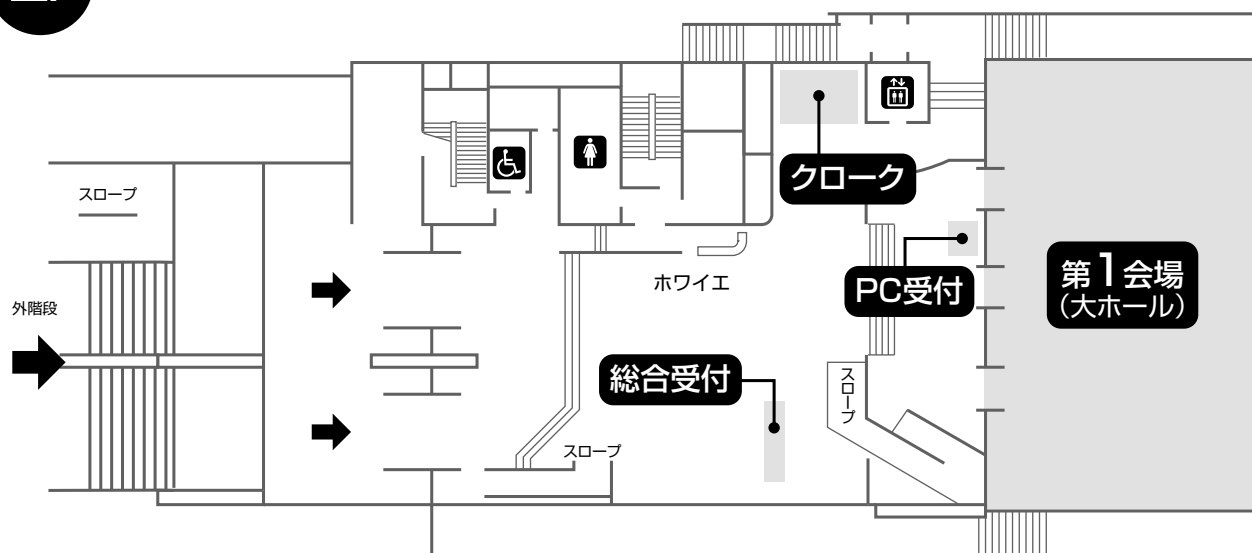 クローク
スロープ
PC受付
第1会場
(大ホール)
ホワイエ
外階段
総合受付
スロープ
スロープ